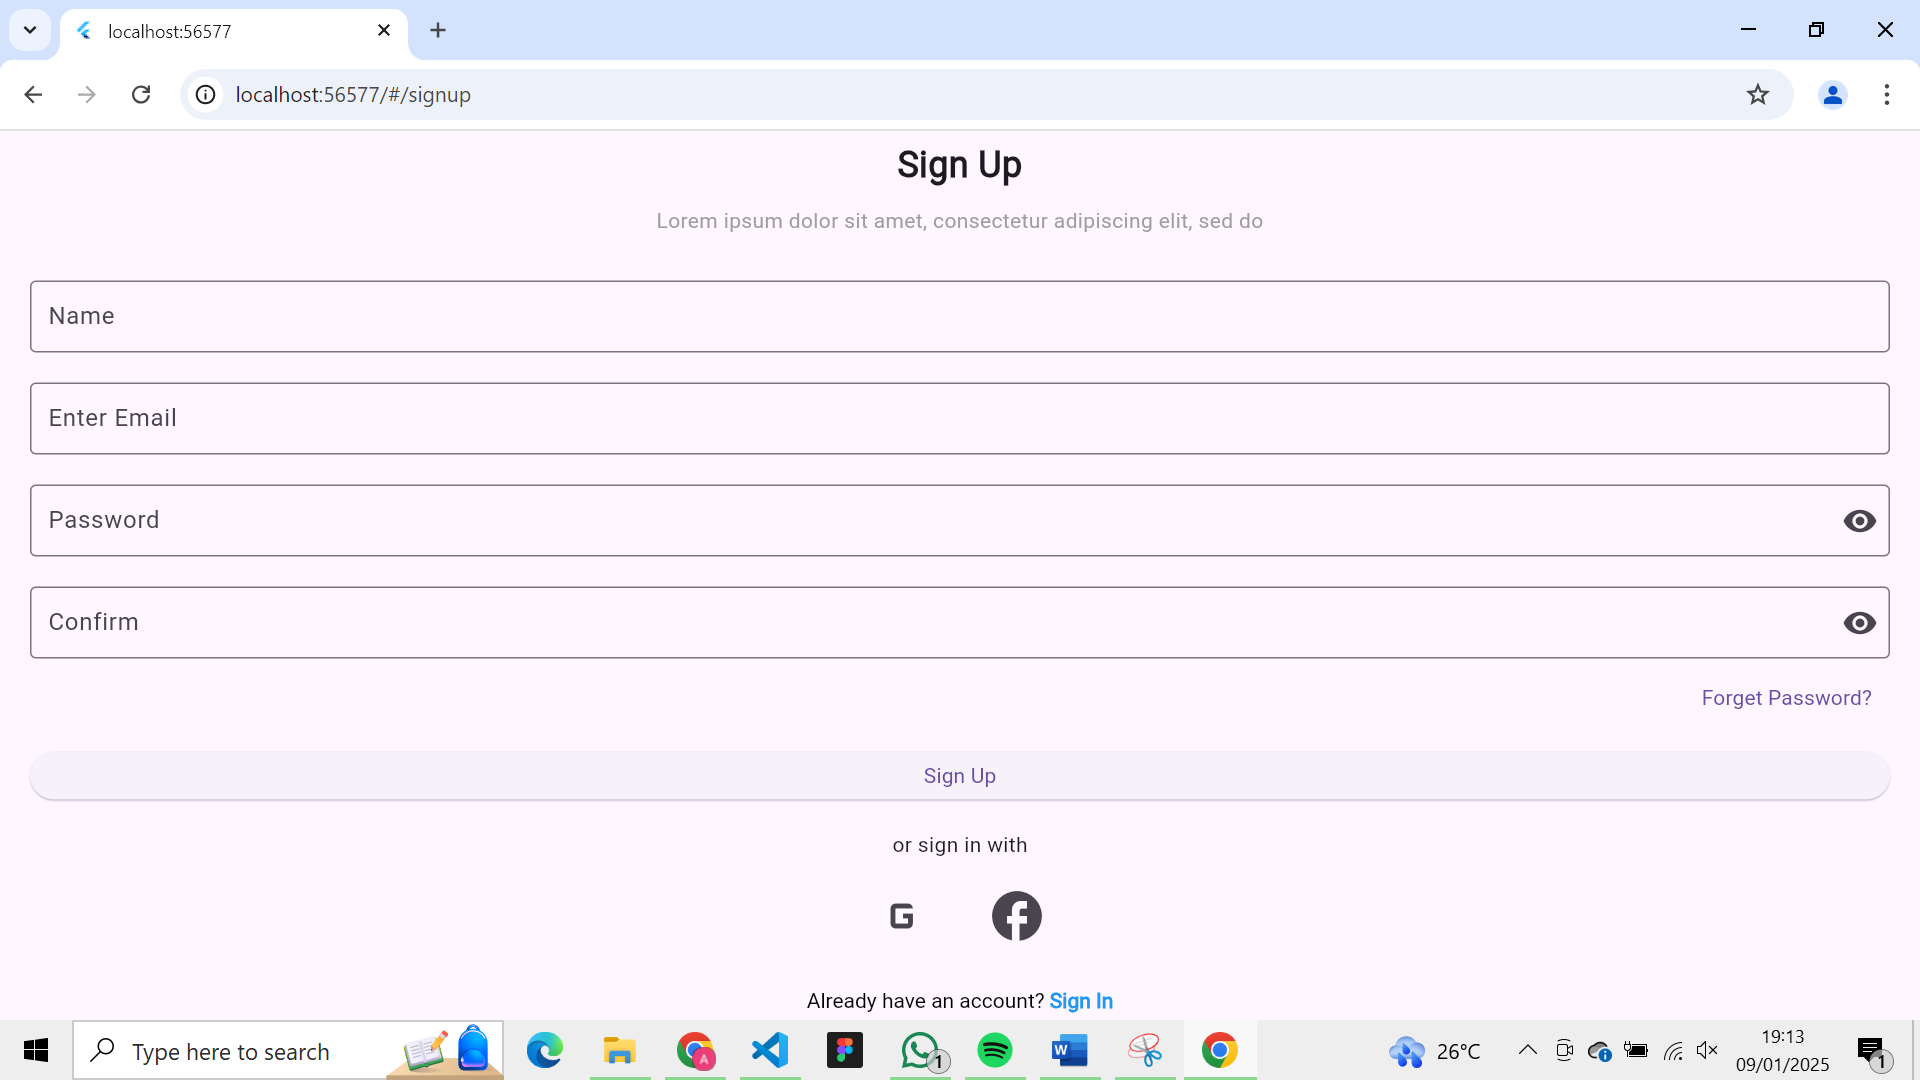 localhost:56577
localhost:56577/#/signup
Sign Up
Lorem ipsum dolor sit amet, consectetur adipiscing elit, sed do
Name
Enter Email
Password
Confirm
Forget Password?
Sign Up
or sign in with
G
Already have an account? Sign In
Type here to search
A
1
W
26°C
19:13
09/01/2025
1